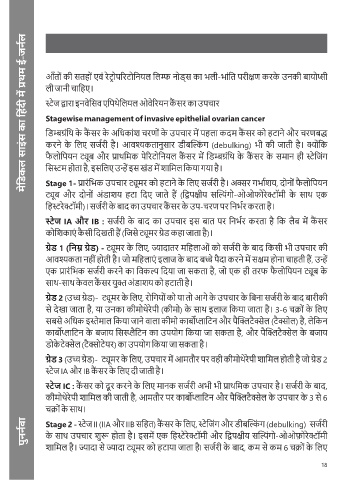 मेडिकल साइंस का हिंदी में प्रथम ई-जर्नल
आँतों की सतहों एवं रेट्रोपरिटोनियल लिम्फ नोड्स का भली-भांति परीक्षण करके उनकी बायोप्सी
ली जानी चाहिए।
स्टेज द्वारा इनवेसिव एपिथेलियल ओवेरियन कैंसर का उपचार
Stagewise management of invasive epithelial ovarian cancer
डिम्बग्रंथि के कैंसर के अधिकांश चरणों के उपचार में पहला कदम कैंसर को हटाने और चरणबद्ध
करने के लिए सर्जरी है। आवश्यकतानुसार डीबल्किंग (debulking) भी की जाती है। क्योंकि
फैलोपियन ट्यूब और प्राथमिक पेरिटोनियल कैंसर में डिम्बग्रंथि के कैंसर के समान ही स्टेजिंग
सिस्टम होता है, इसलिए उन्हें इस खंड में शामिल किया गया है।
Stage 1- प्रारंभिक उपचार ट्यूमर को हटाने के लिए सर्जरी है। अक्सर गर्भाशय, दोनों फैलोपियन
ट्यूब और दोनों अंडाशय हटा दिए जाते हैं (द्विपक्षीय सल्पिंगो-ओओफ़ोरेक्टॉमी के साथ एक
हिस्टरेक्टॉमी)। सर्जरी के बाद का उपचार कैंसर के उप-चरण पर निर्भर करता है।
स्टेज IA और IB : सर्जरी के बाद का उपचार इस बात पर निर्भर करता है कि लैब में कैंसर
कोशिकाएं कैसी दिखती हैं (जिसे ट्यूमर ग्रेड कहा जाता है)।
ग्रेड 1 (निम्न ग्रेड) - ट्यूमर के लिए, ज्यादातर महिलाओं को सर्जरी के बाद किसी भी उपचार की
आवश्यकता नहीं होती है। जो महिलाएं इलाज के बाद बच्चे पैदा करने में सक्षम होना चाहती हैं, उन्हें
एक प्रारंभिक सर्जरी करने का विकल्प दिया जा सकता है, जो एक ही तरफ फैलोपियन ट्यूब के
साथ-साथ केवल कैंसर युक्त अंडाशय को हटाती है।
ग्रेड 2 (उच्च ग्रेड)- ट्यूमर के लिए, रोगियों को या तो आगे के उपचार के बिना सर्जरी के बाद बारीकी
से देखा जाता है, या उनका कीमोथेरेपी (कीमो) के साथ इलाज किया जाता है। 3-6 चक्रों के लिए
सबसे अधिक इस्तेमाल किया जाने वाला कीमो कार्बोप्लाटिन और पैक्लिटैक्सेल (टैक्सोल) है, लेकिन
कार्बोप्लाटिन के बजाय सिस्प्लैटिन का उपयोग किया जा सकता है, और पैक्लिटैक्सेल के बजाय
डोकेटैक्सेल (टैक्सोटेयर) का उपयोग किया जा सकता है।
ग्रेड 3 (उच्च ग्रेड)- ट्यूमर के लिए, उपचार में आमतौर पर वही कीमोथेरेपी शामिल होती है जो ग्रेड 2
स्टेज IA और IB कैंसर के लिए दी जाती है।
स्टेज IC : कैंसर को दूर करने के लिए मानक सर्जरी अभी भी प्राथमिक उपचार है। सर्जरी के बाद,
कीमोथेरेपी शामिल की जाती है, आमतौर पर कार्बोप्लाटिन और पैक्लिटैक्सेल के उपचार के 3 से 6
चक्रों के साथ।
Stage 2 - स्टेज II (IIA और IIB सहित) कैंसर के लिए, स्टेजिंग और डीबल्किंग (debulking) सर्जरी
के साथ उपचार शुरू होता है। इसमें एक हिस्टेरेक्टॉमी और द्विपक्षीय सल्पिंगो-ओओफ़ोरेक्टॉमी
शामिल है। ज्यादा से ज्यादा ट्यूमर को हटाया जाता है। सर्जरी के बाद, कम से कम 6 चक्रों के लिए
पुनर्नवा
18